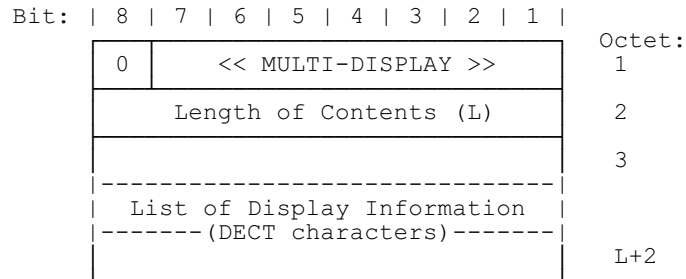 Bit: | 8 | 7 | 6 | 5 | 4 | 3 | 2 | 1 |
Octet:
0 << MULTI-DISPLAY >> 1
Length of Contents (L) 2
3
List of Display Information
(DECT characters)
L+2